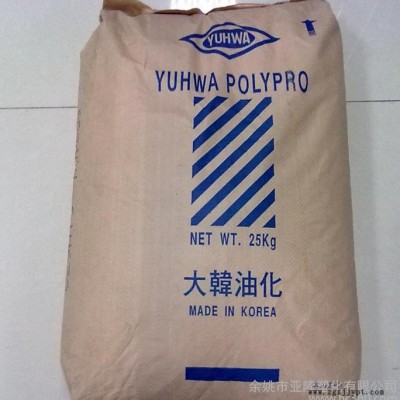 YUHWA
YUHWA POLYPRO
NET WT. 25Kg
大韓油化
MADE IN KOREA
余姚市亚隆塑化有限公司